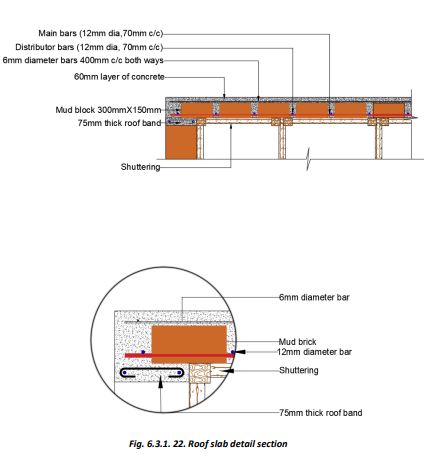 Main bars (12mm dia,70mm c/c)
Distributor bars (12mm dia, 70mm c/c)
6mm diameter bars 400mm c/c both ways
60mm layer of concrete
Mud block 300mmX150mm
75mm thick roof band
Shuttering
6mm diameter bar
Mud brick
12mm diameter bar
Shuttering
75mm thick roof band
Fig. 6.3.1. 22. Roof slab detail section